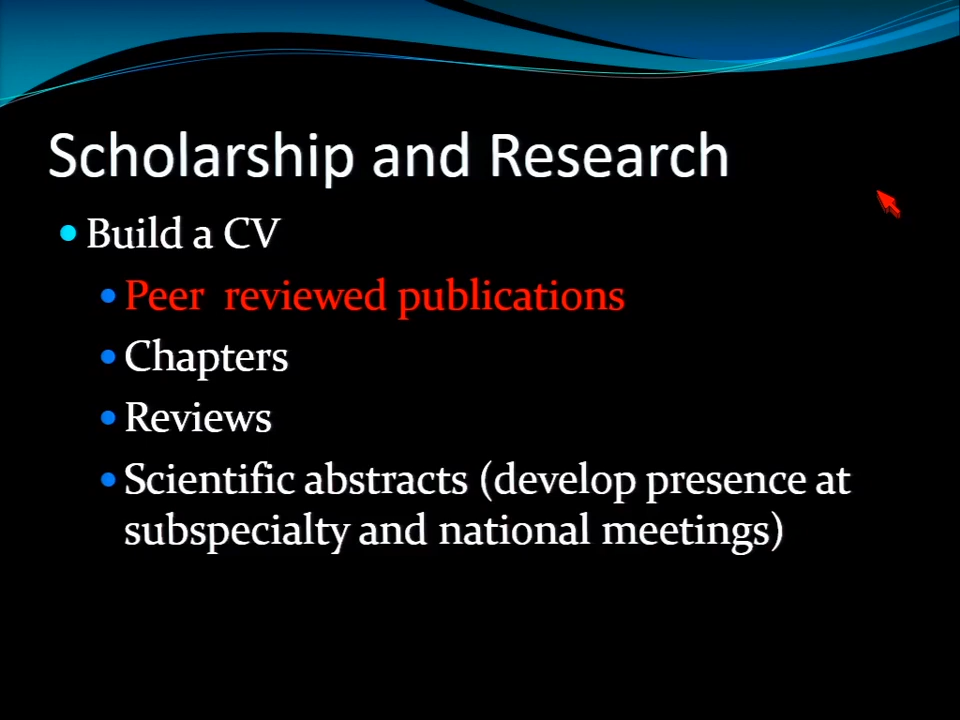 Scholarship and Research
Build a CV
Peer reviewed publications
Chapters
Reviews
Scientific abstracts (develop presence at
subspecialty and national meetings)